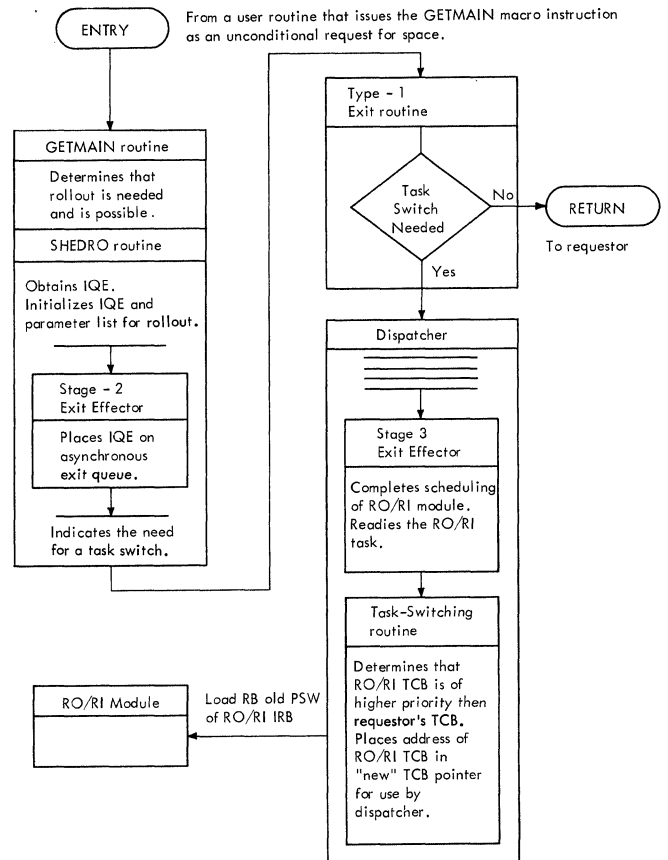 ENTRY
From a user routine that issues the GETMAIN macro instruction
as an unconditional request for space.
GETMAIN routine
Determines that
rollout is needed
and is possible.
SHEDRO routine
Obtains IQE.
Initializes IQE and
parameter list for rollout.
Stage - 2
Exit Effector
Places IQE on
asynchronous
exit queue.
Indicates the need
for a task switch.
Type - 1
Exit routine
Task
Switch
Needed
No
RETURN
To requestor
Yes
Dispatcher
Stage 3
Exit Effector
Completes scheduling
of RO/RI module.
Readies the RO/RI
task.
Task-Switching
routine
Determines that
RO/RI TCB is of
higher priority then
requestor's TCB.
Places address of
RO/RI TCB in
"new" TCB pointer
for use by
dispatcher.
RO/RI Module
Load RB old PSW
of RO/RI IRB